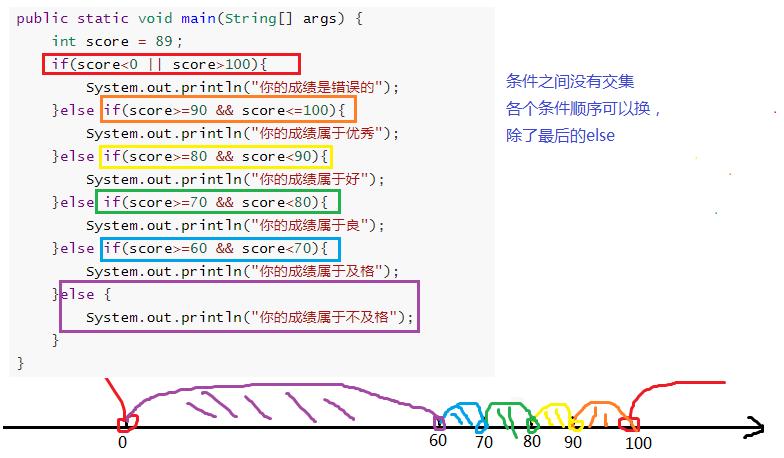 public static void main(String[] args) {
int score = 89;
if(score<0 || score>100){
System.out.println("你的成绩是错误的");
}else if(score>=90 && score<=100){
System.out.println("你的成绩属于优秀");
}else if(score>=80 && score<90){
System.out.println("你的成绩属于好");
}else if(score>=70 && score<80){
System.out.println("你的成绩属于良");
}else if(score>=60 && score<70){
System.out.println("你的成绩属于及格");
}else {
System.out.println("你的成绩属于不及格");
}
}
条件之间没有交集
各个条件顺序可以换，
除了最后的else
0 60 70 80 90 100